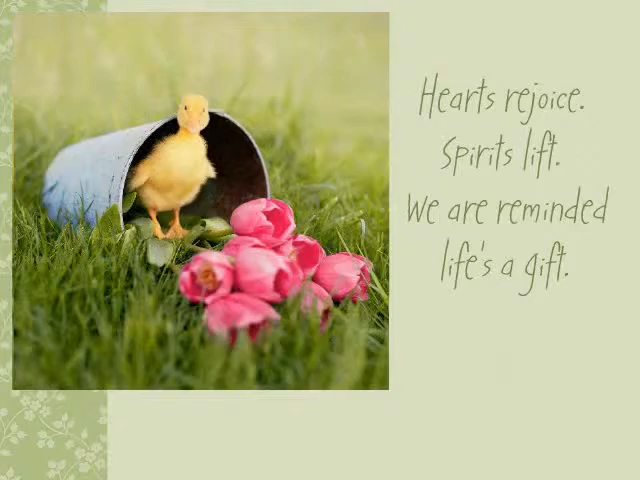 Hearts rejoice.
Spirits lift.
We are reminded
life's a gift.